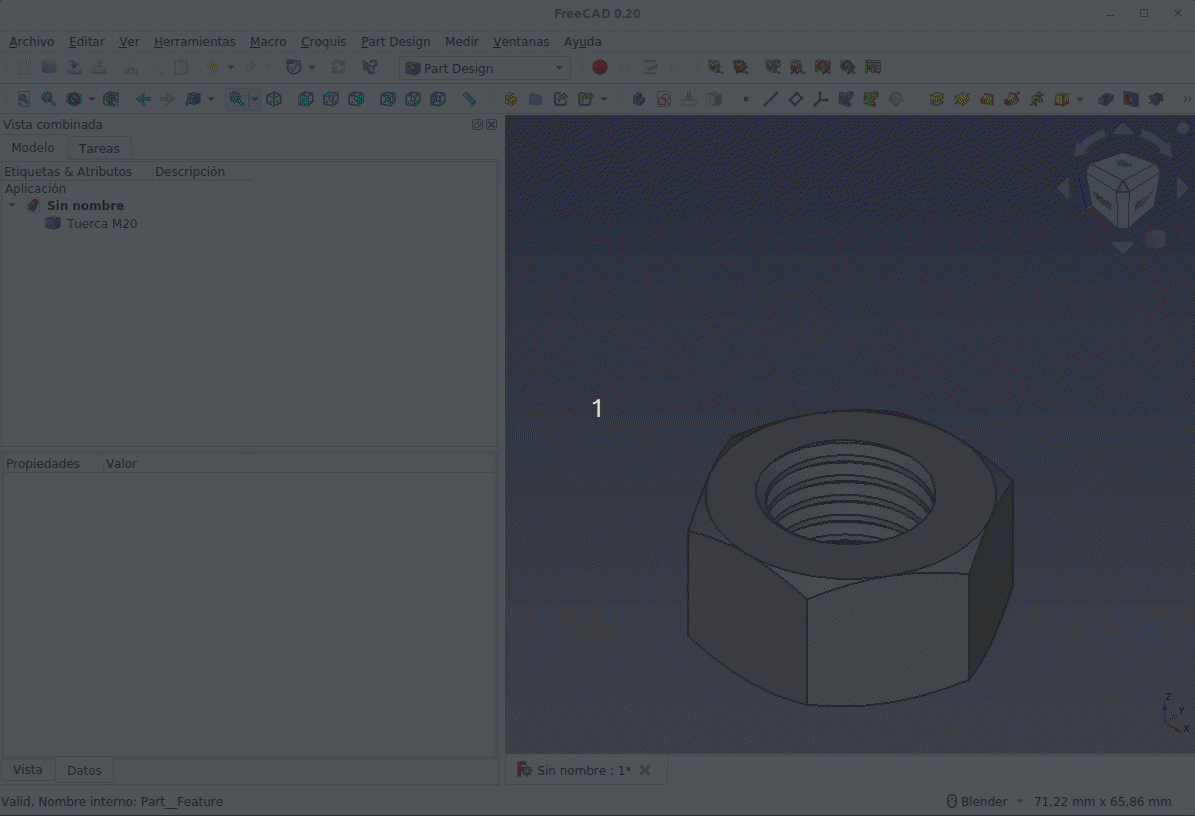 FreeCAD 0.20
Archivo Editar Ver Herramientas Macro Croquis Part Design Medir Ventanas Ayuda
Part Design
Vista combinada
Modelo Tareas
Etiquetas & Atributos Descripción
Aplicación
Sin nombre
Tuerca M20
1
Propiedades Valor
Z
Y
X
Vista Datos
Sin nombre : 1*
Valid, Nombre interno: Part__Feature
Blender 71,22 mm x 65,86 mm